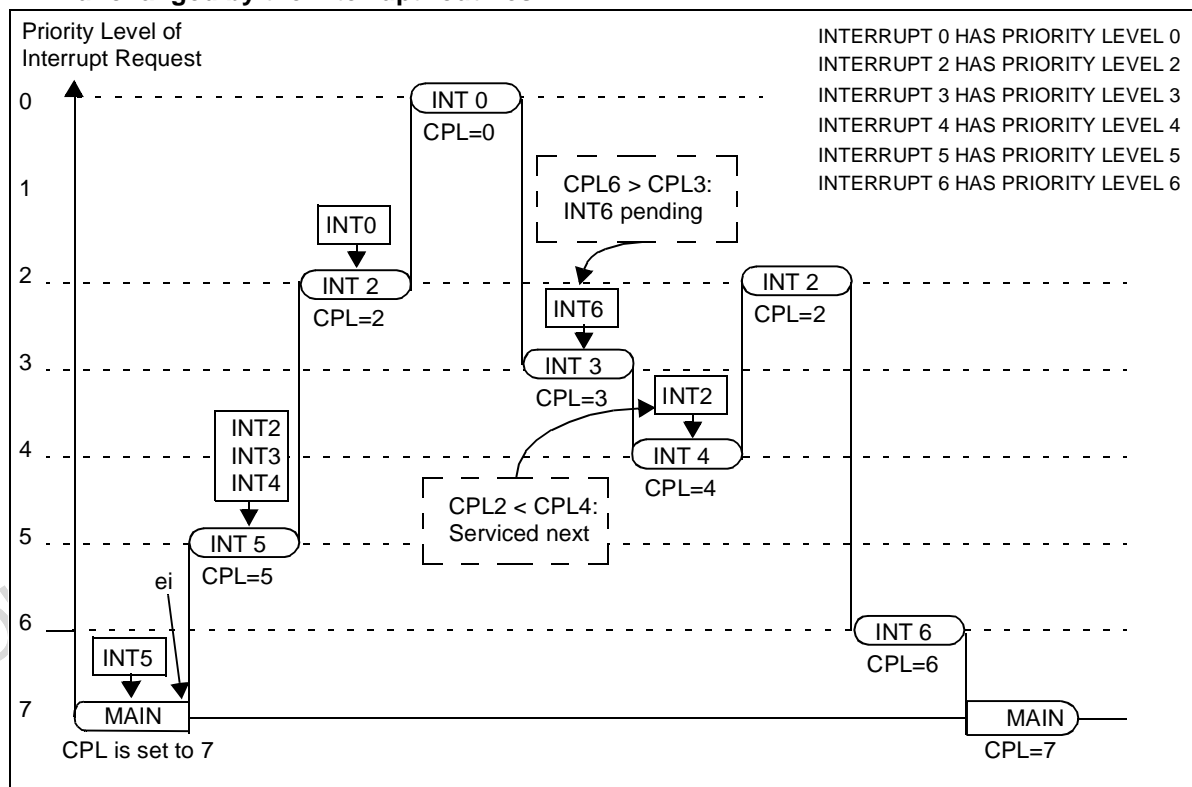 Priority Level of
Interrupt Request
INTERRUPT 0 HAS PRIORITY LEVEL 0
INTERRUPT 2 HAS PRIORITY LEVEL 2
INTERRUPT 3 HAS PRIORITY LEVEL 3
INTERRUPT 4 HAS PRIORITY LEVEL 4
INTERRUPT 5 HAS PRIORITY LEVEL 5
INTERRUPT 6 HAS PRIORITY LEVEL 6
0
INT 0
CPL=0
1
CPL6 > CPL3:
INT6 pending
INT0
2
INT 2
CPL=2
INT 2
CPL=2
INT6
3
INT 3
CPL=3
INT2
INT2
INT3
INT4
4
INT 4
CPL=4
CPL2 < CPL4:
Serviced next
5
INT 5
CPL=5
ei
6
INT 6
CPL=6
INT5
7
MAIN
CPL is set to 7
MAIN
CPL=7